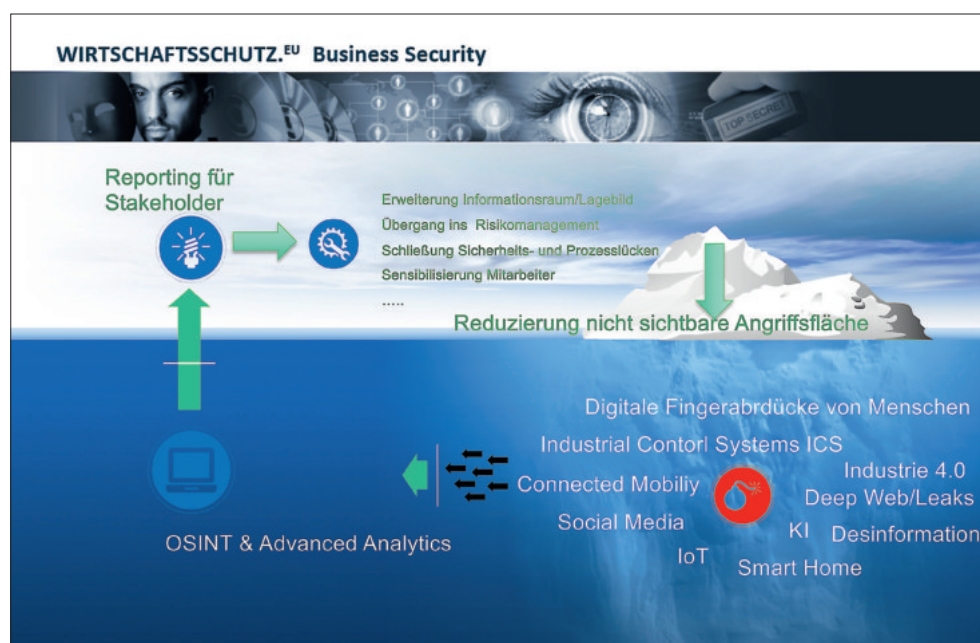 WIRTSCHAFTSSCHUTZ.EU Business Security
TOP SECRET
Reporting für
Stakeholder
Erweiterung Informationsraum/Lagebild
Übergang ins Risikomanagement
Schließung Sicherheits- und Prozesslücken
Sensibilisierung Mitarbeiter
.....
Reduzierung nicht sichtbare Angriffsfläche
Digitale Fingerabrdücke von Menschen
Industrial Contorl Systems ICS
Industrie 4.0
Connected Mobiliy
Deep Web/Leaks
Social Media
KI
Desinformation
IoT
Smart Home
OSINT & Advanced Analytics